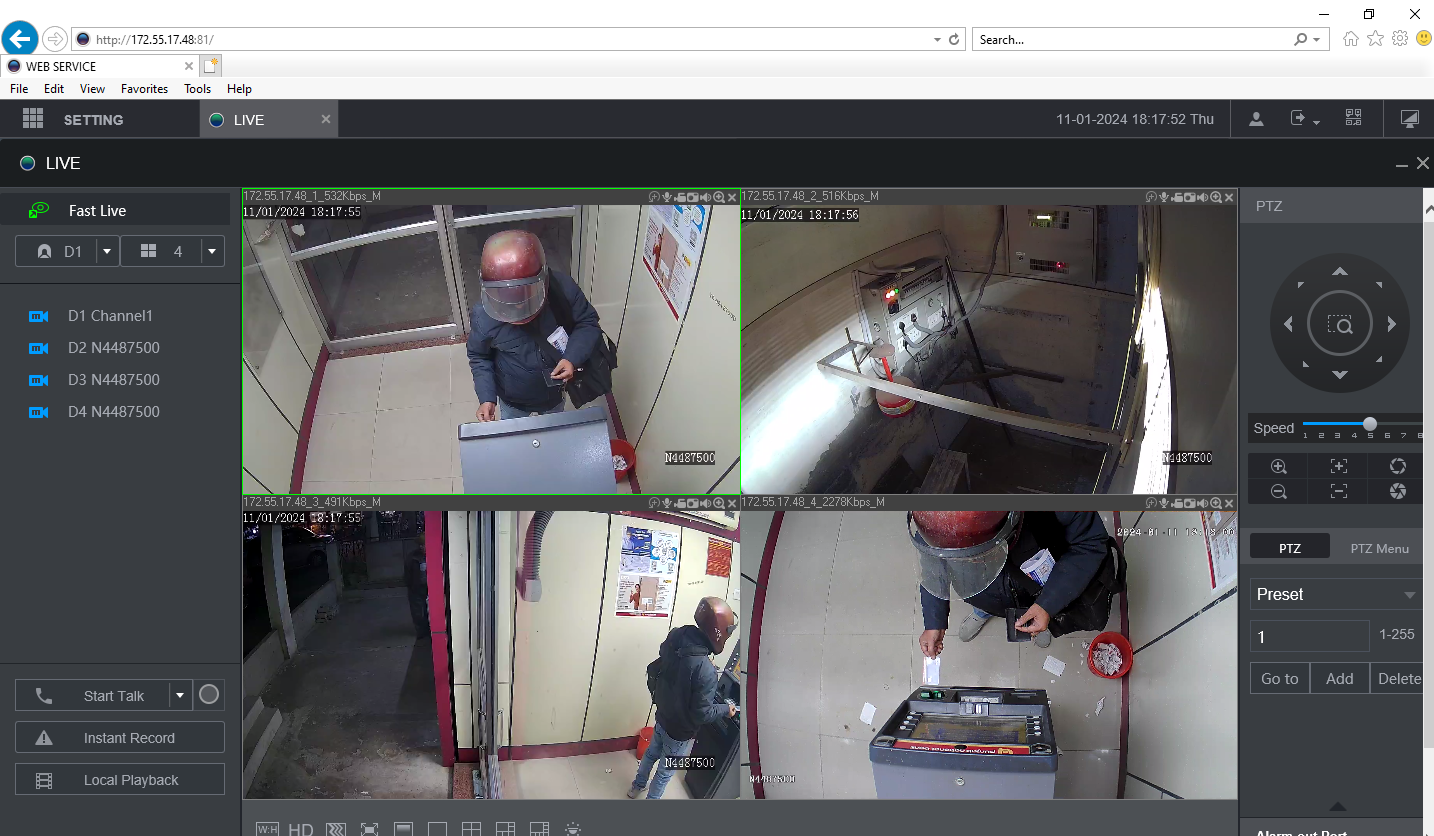 http://172.55.17.48:81/
Search...
WEB SERVICE
File Edit View Favorites Tools Help
SETTING
LIVE
11-01-2024 18:17:52 Thu
LIVE
Fast Live
D1
4
D1 Channel1
D2 N4487500
D3 N4487500
D4 N4487500
Start Talk
Instant Record
Local Playback
172.55.17.48_1_532Kbps_M
11/01/2024 18:17:55
N4487500
172.55.17.48_2_516Kbps_M
11/01/2024 18:17:56
N4487500
172.55.17.48_3_491Kbps_M
11/01/2024 18:17:55
N4487500
172.55.17.48_4_2278Kbps_M
N4487500
W:H HD
PTZ
Speed
1 2 3 4 5 6 7 8
PTZ PTZ Menu
Preset
1 1-255
Go to Add Delete
Alarm-out Port